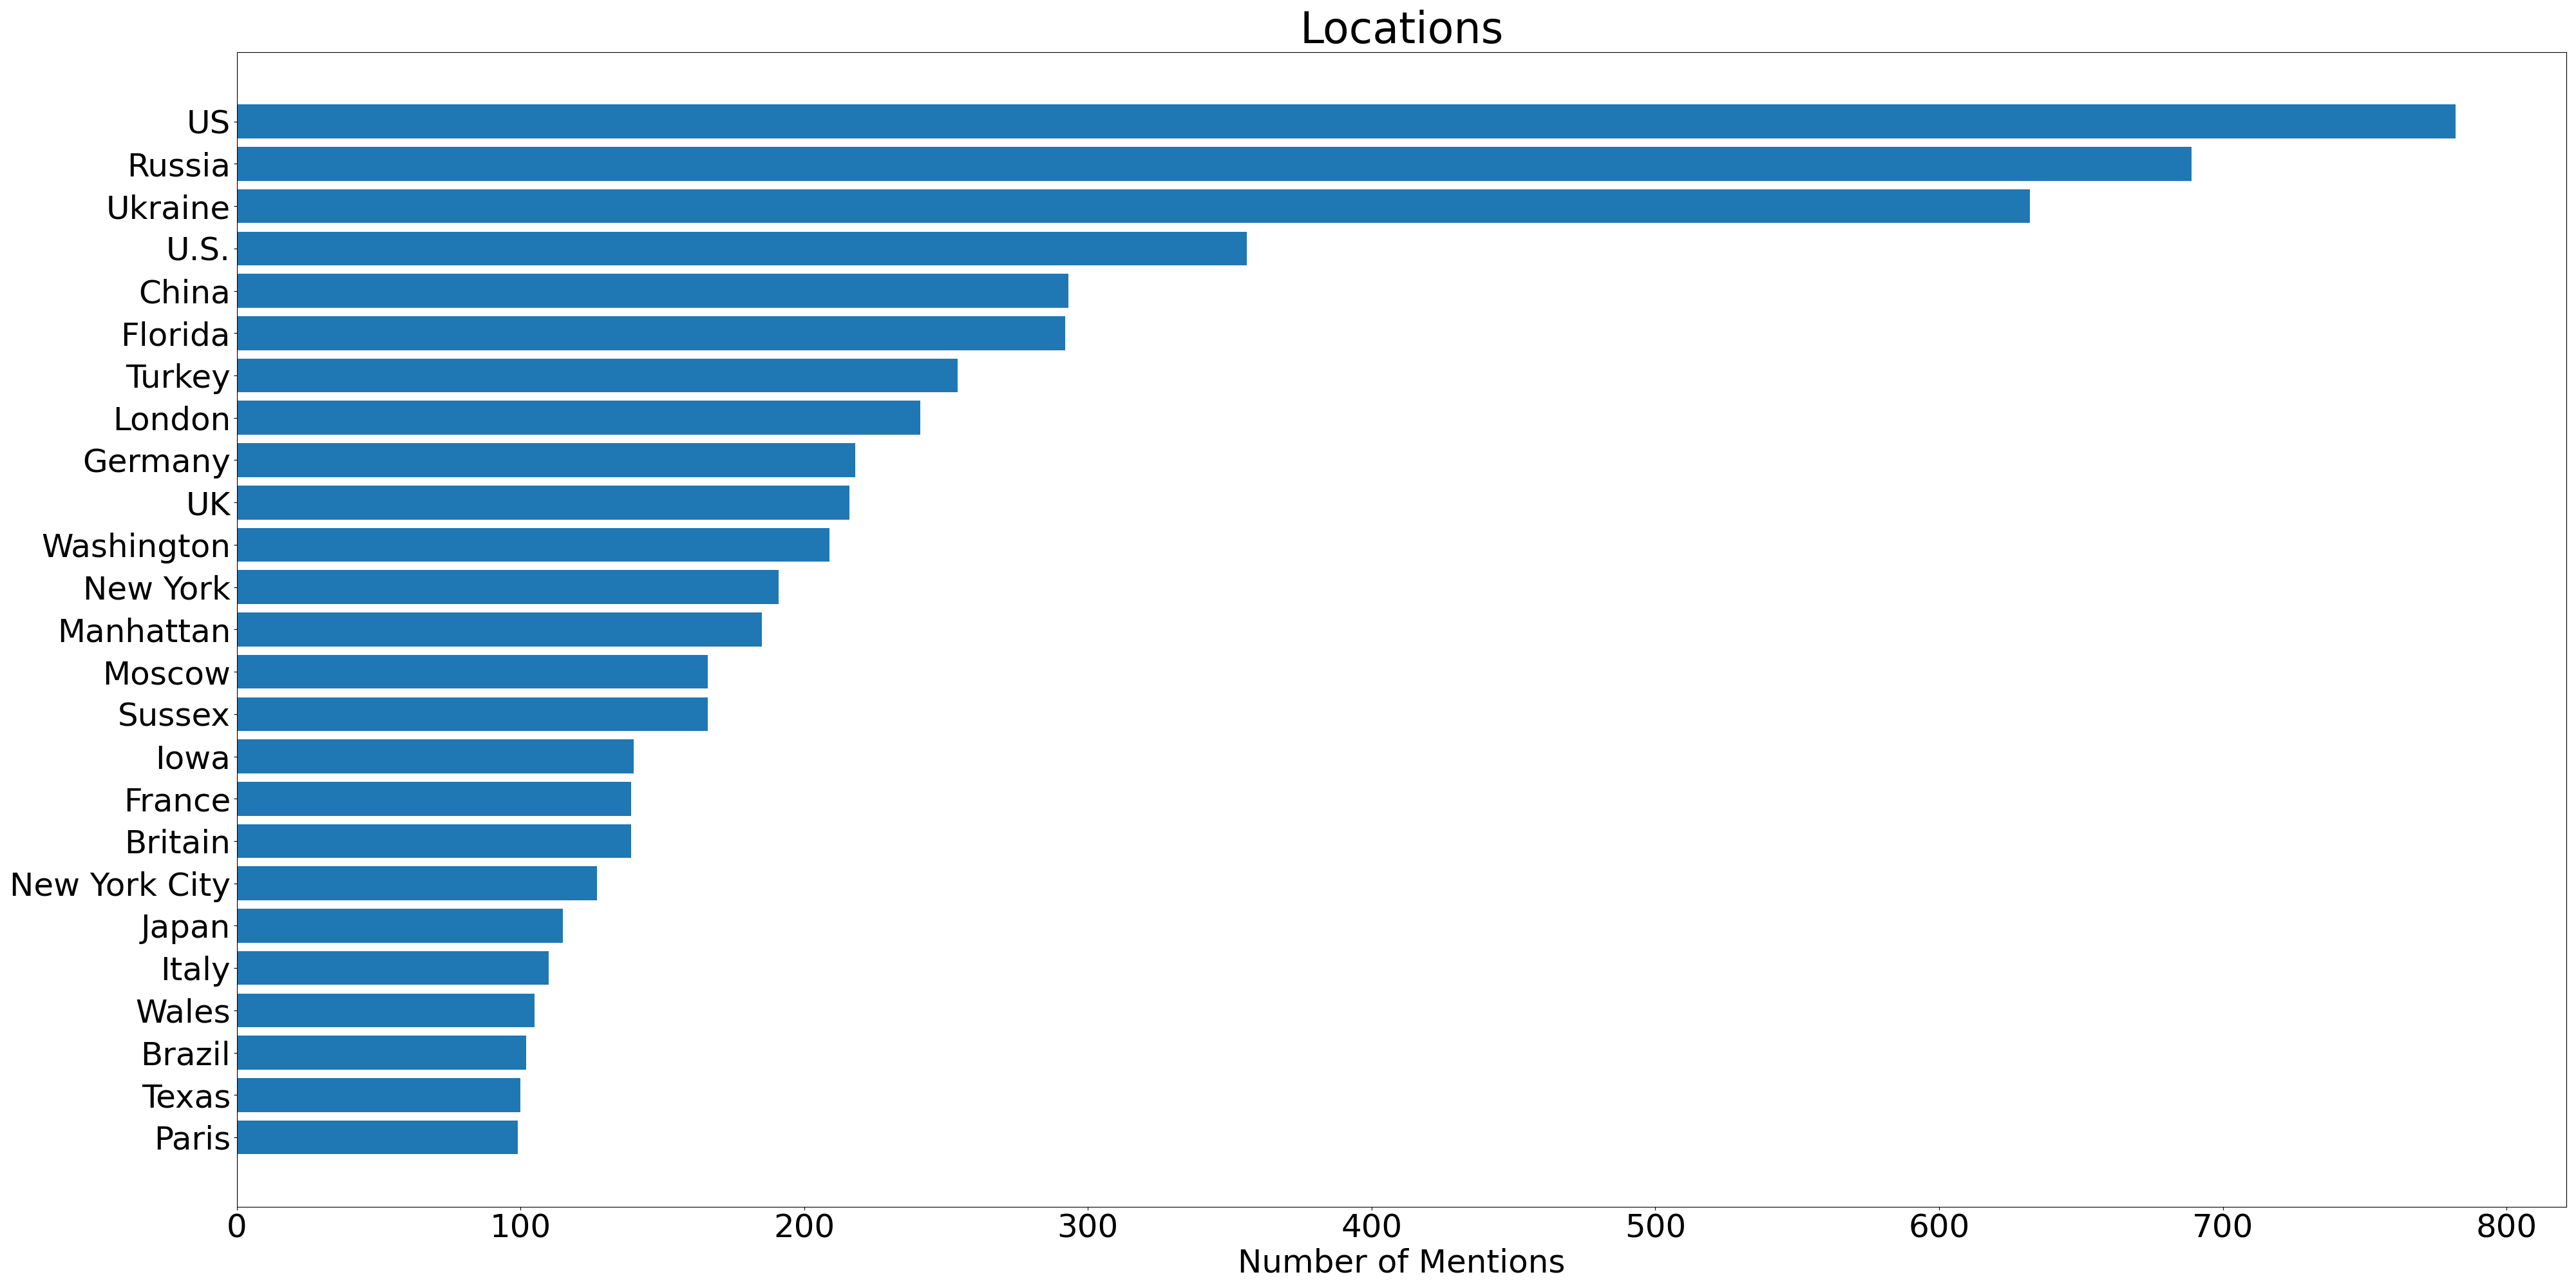 Locations
US
Russia
Ukraine
U.S.
China
Florida
Turkey
London
Germany
UK
Washington
New York
Manhattan
Moscow
Sussex
Iowa
France
Britain
New York City
Japan
Italy
Wales
Brazil
Texas
Paris
0 100 200 300 400 500 600 700 800
Number of Mentions